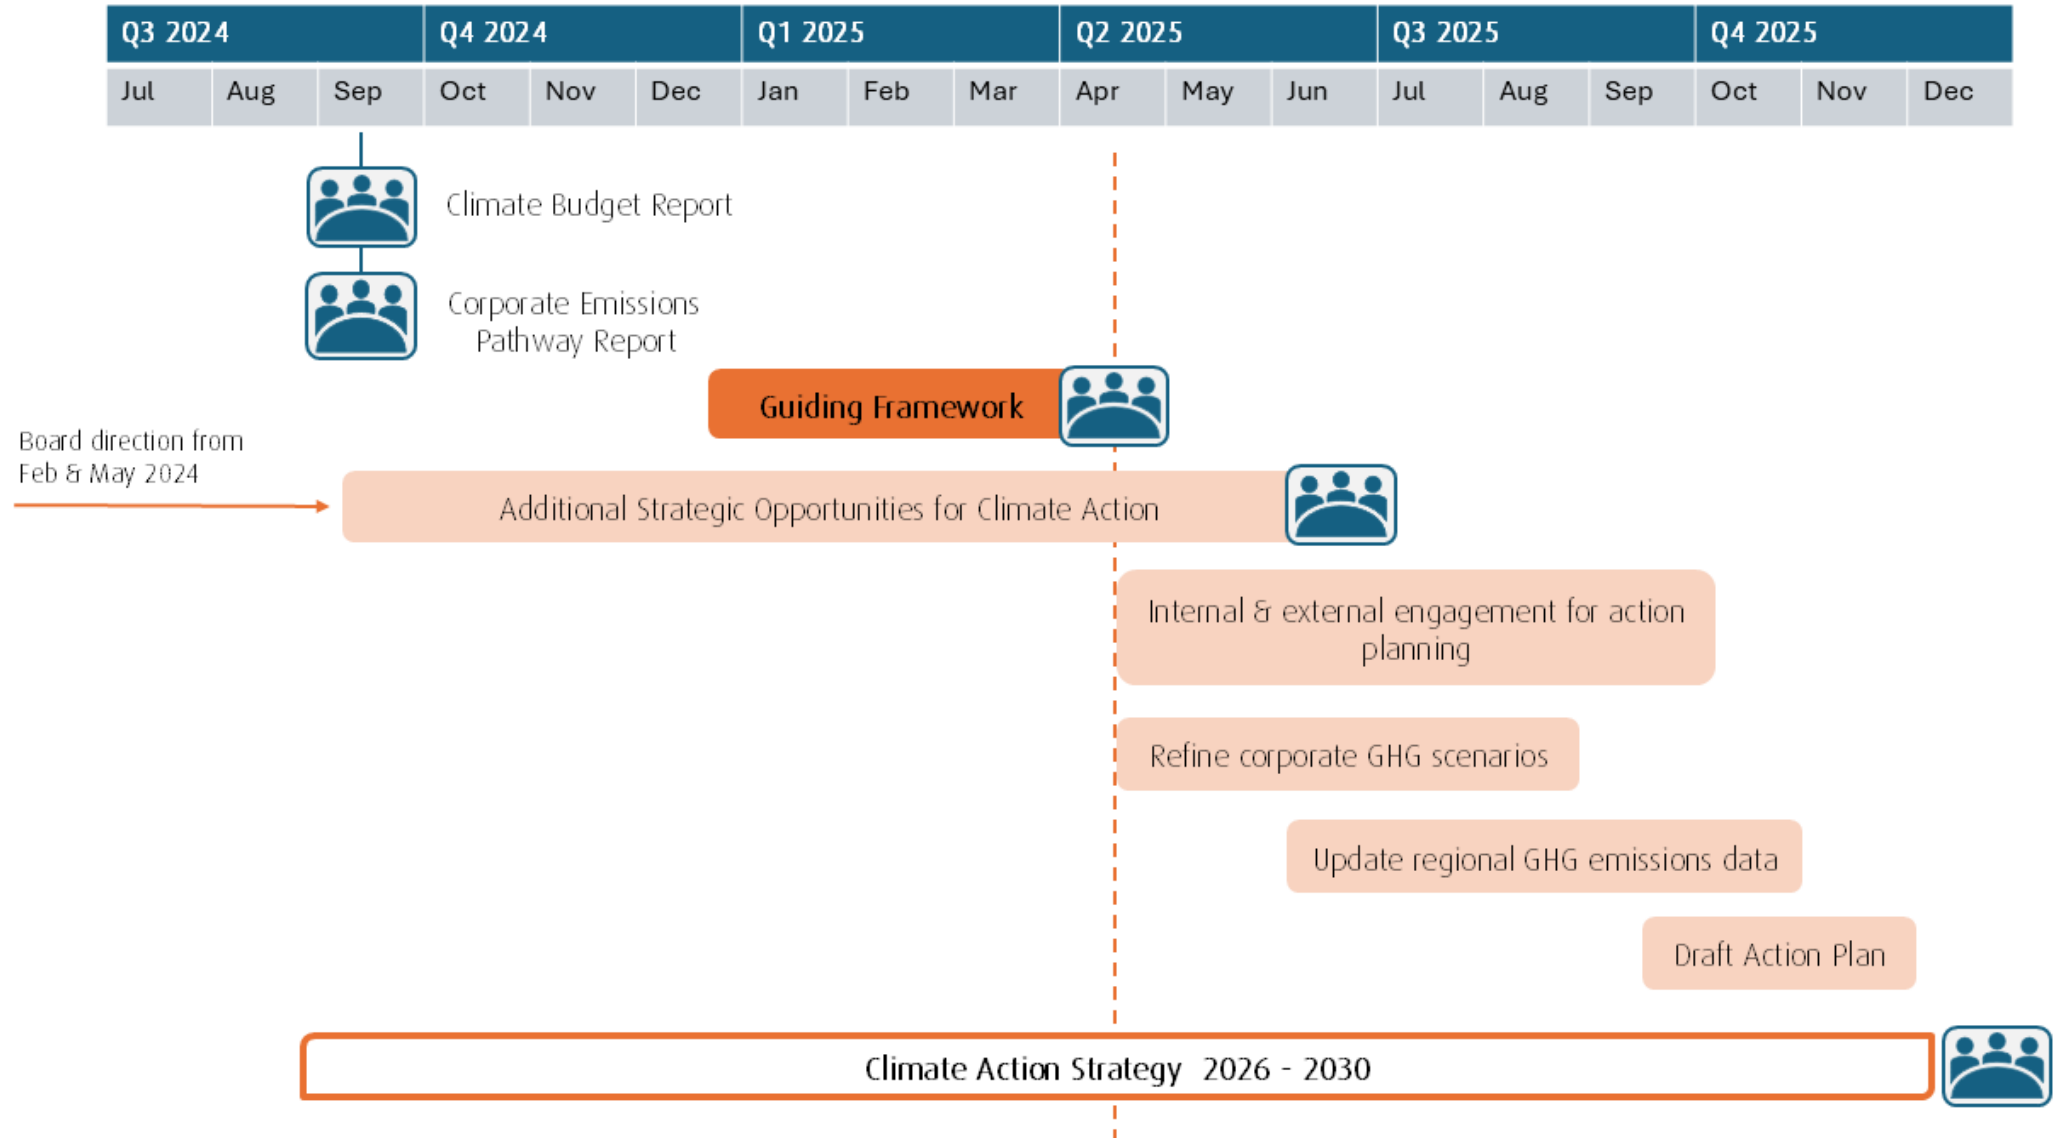 Q3 2024 Q4 2024 Q1 2025 Q2 2025 Q3 2025 Q4 2025
Jul Aug Sep Oct Nov Dec Jan Feb Mar Apr May Jun Jul Aug Sep Oct Nov Dec
Climate Budget Report
Corporate Emissions
Pathway Report
Guiding Framework
Board direction from
Feb & May 2024
Additional Strategic Opportunities for Climate Action
Internal & external engagement for action
planning
Refine corporate GHG scenarios
Update regional GHG emissions data
Draft Action Plan
Climate Action Strategy 2026 - 2030